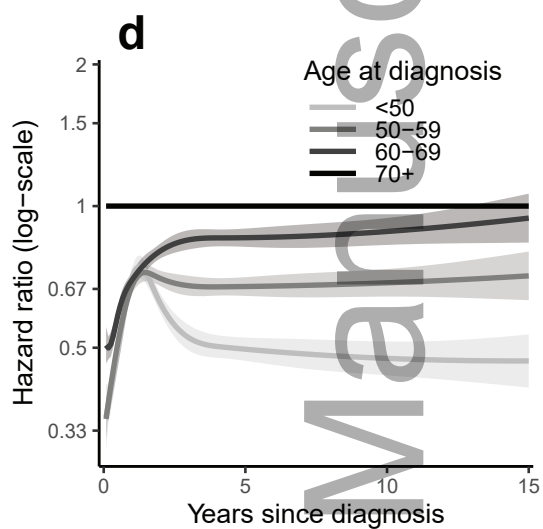 d
Age at diagnosis
<50
50−59
60−69
70+
Hazard ratio (log−scale)
2
1.5
1
0.67
0.5
0.33
0
5
10
15
Years since diagnosis
Manusc